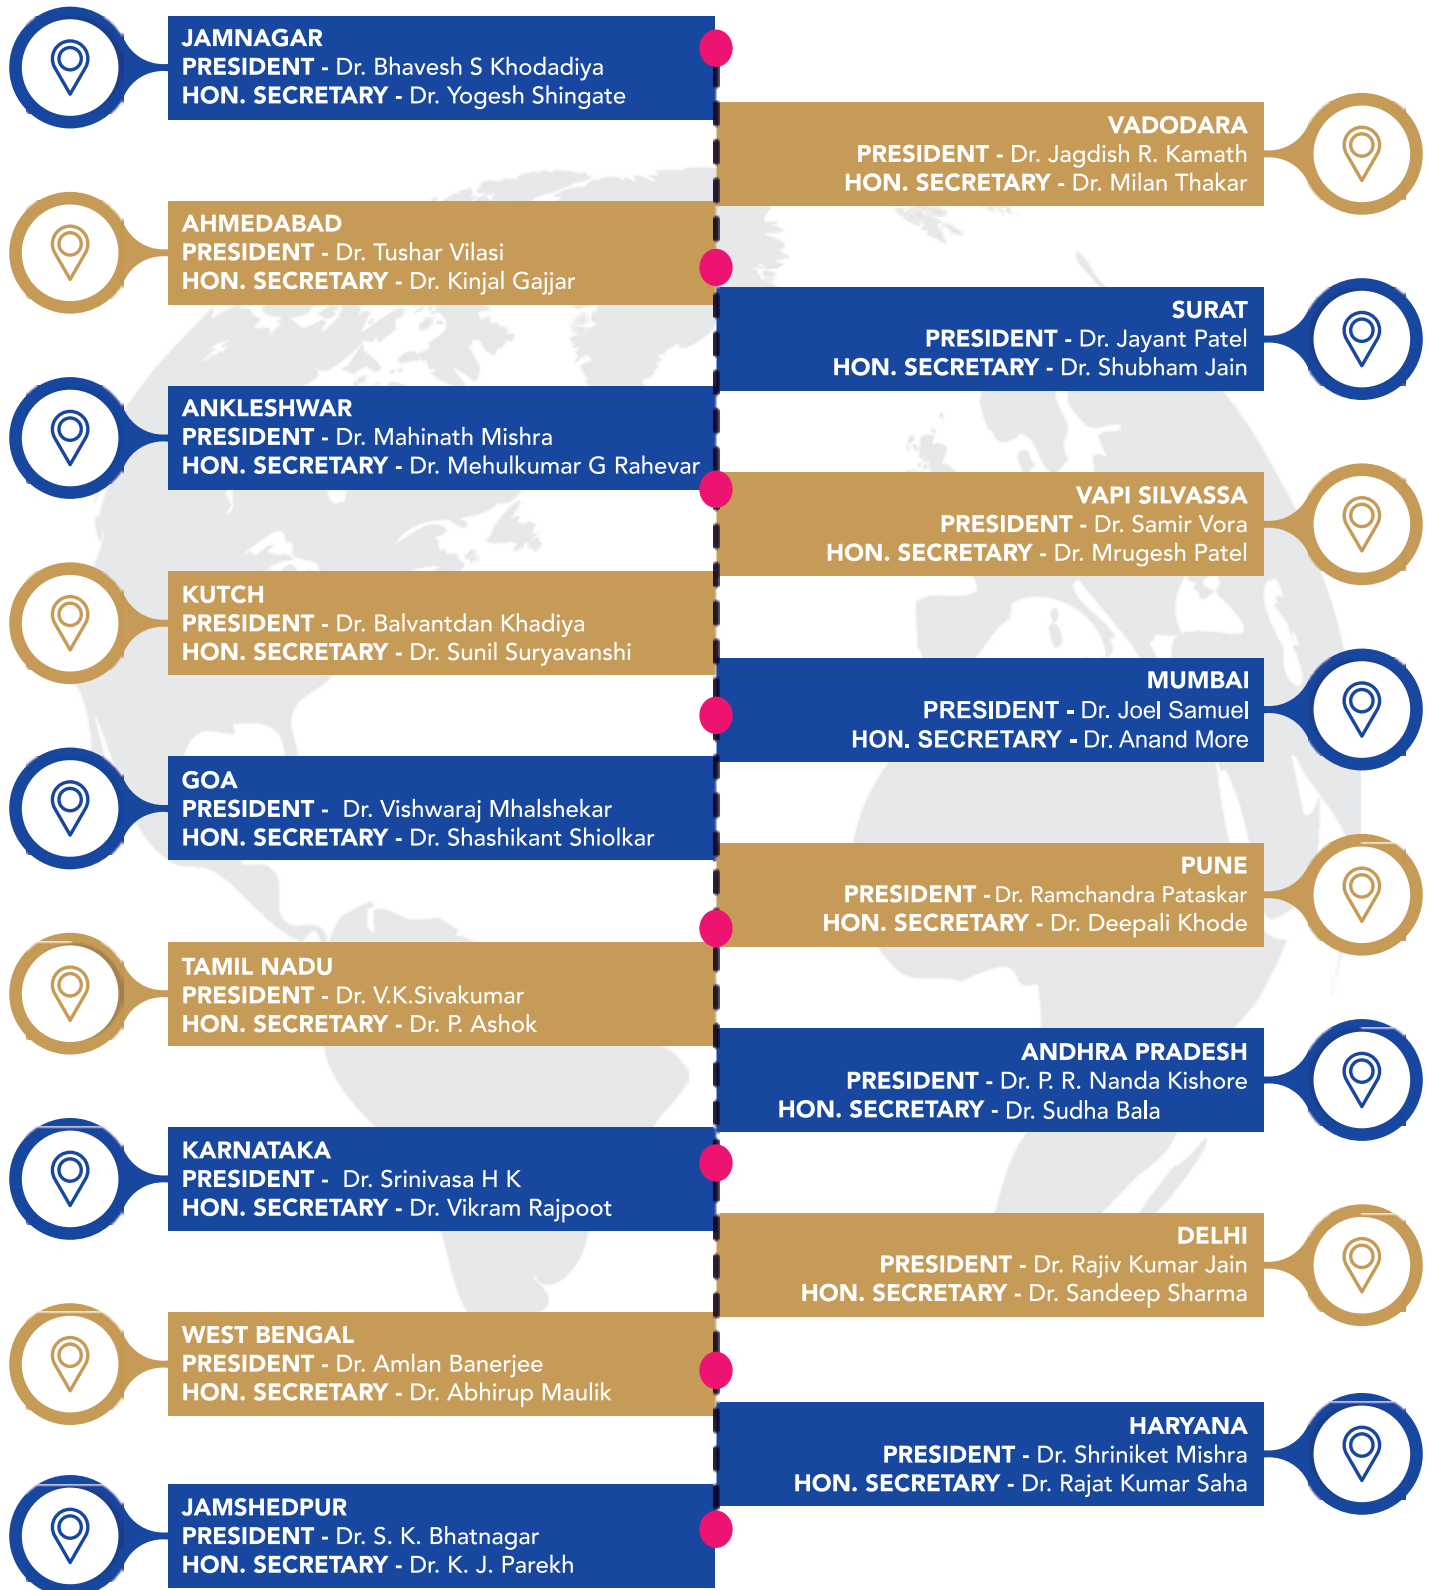 JAMNAGAR
PRESIDENT - Dr. Bhavesh S Khodadiya
HON. SECRETARY - Dr. Yogesh Shingate
VADODARA
PRESIDENT - Dr. Jagdish R. Kamath
HON. SECRETARY - Dr. Milan Thakar
AHMEDABAD
PRESIDENT - Dr. Tushar Vilasi
HON. SECRETARY - Dr. Kinjal Gajjar
SURAT
PRESIDENT - Dr. Jayant Patel
HON. SECRETARY - Dr. Shubham Jain
ANKLESHWAR
PRESIDENT - Dr. Mahinath Mishra
HON. SECRETARY - Dr. Mehulkumar G Rahevar
VAPI SILVASSA
PRESIDENT - Dr. Samir Vora
HON. SECRETARY - Dr. Mrugesh Patel
KUTCH
PRESIDENT - Dr. Balvantdan Khadiya
HON. SECRETARY - Dr. Sunil Suryavanshi
MUMBAI
PRESIDENT - Dr. Joel Samuel
HON. SECRETARY - Dr. Anand More
GOA
PRESIDENT - Dr. Vishwaraj Mhalshekar
HON. SECRETARY - Dr. Shashikant Shiolkar
PUNE
PRESIDENT - Dr. Ramchandra Pataskar
HON. SECRETARY - Dr. Deepali Khode
TAMIL NADU
PRESIDENT - Dr. V.K.Sivakumar
HON. SECRETARY - Dr. P. Ashok
ANDHRA PRADESH
PRESIDENT - Dr. P. R. Nanda Kishore
HON. SECRETARY - Dr. Sudha Bala
KARNATAKA
PRESIDENT - Dr. Srinivasa H K
HON. SECRETARY - Dr. Vikram Rajpoot
DELHI
PRESIDENT - Dr. Rajiv Kumar Jain
HON. SECRETARY - Dr. Sandeep Sharma
WEST BENGAL
PRESIDENT - Dr. Amlan Banerjee
HON. SECRETARY - Dr. Abhirup Maulik
HARYANA
PRESIDENT - Dr. Shriniket Mishra
HON. SECRETARY - Dr. Rajat Kumar Saha
JAMSHEDPUR
PRESIDENT - Dr. S. K. Bhatnagar
HON. SECRETARY - Dr. K. J. Parekh